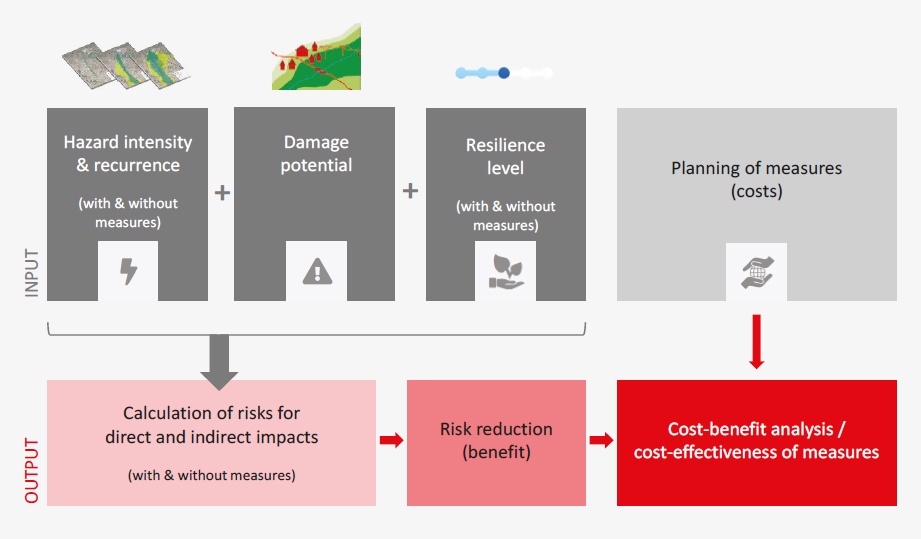 Hazard intensity
& recurrence
(with & without
measures)
+
Damage
potential
+
Resilience
level
(with & without
measures)
Planning of measures
(costs)
INPUT
Calculation of risks for
direct and indirect impacts
(with & without measures)
Risk reduction
(benefit)
Cost-benefit analysis /
cost-effectiveness of measures
OUTPUT